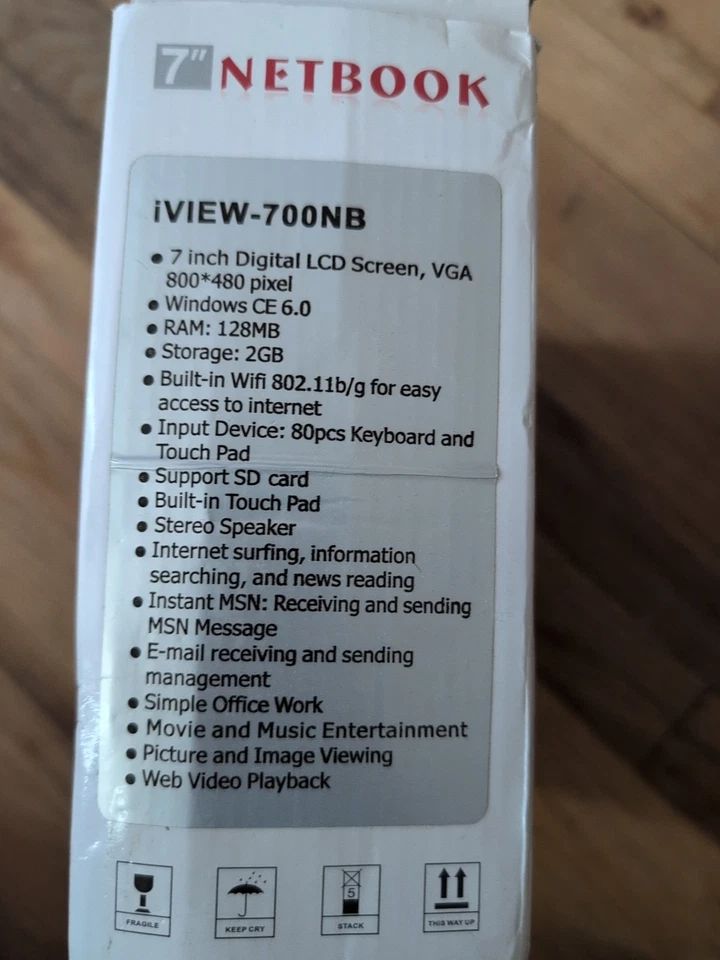 7" NETBOOK
iVIEW-700NB
● 7 inch Digital LCD Screen, VGA
800*480 pixel
● Windows CE 6.0
● RAM: 128MB
● Storage: 2GB
● Built-in Wifi 802.11b/g for easy
access to internet
● Input Device: 80pcs Keyboard and
Touch Pad
● Support SD card
● Built-in Touch Pad
● Stereo Speaker
● Internet surfing, information
searching, and news reading
● Instant MSN: Receiving and sending
MSN Message
● E-mail receiving and sending
management
● Simple Office Work
● Movie and Music Entertainment
● Picture and Image Viewing
● Web Video Playback
5
FRAGILE KEEP CRY STACK THIS WAY UP